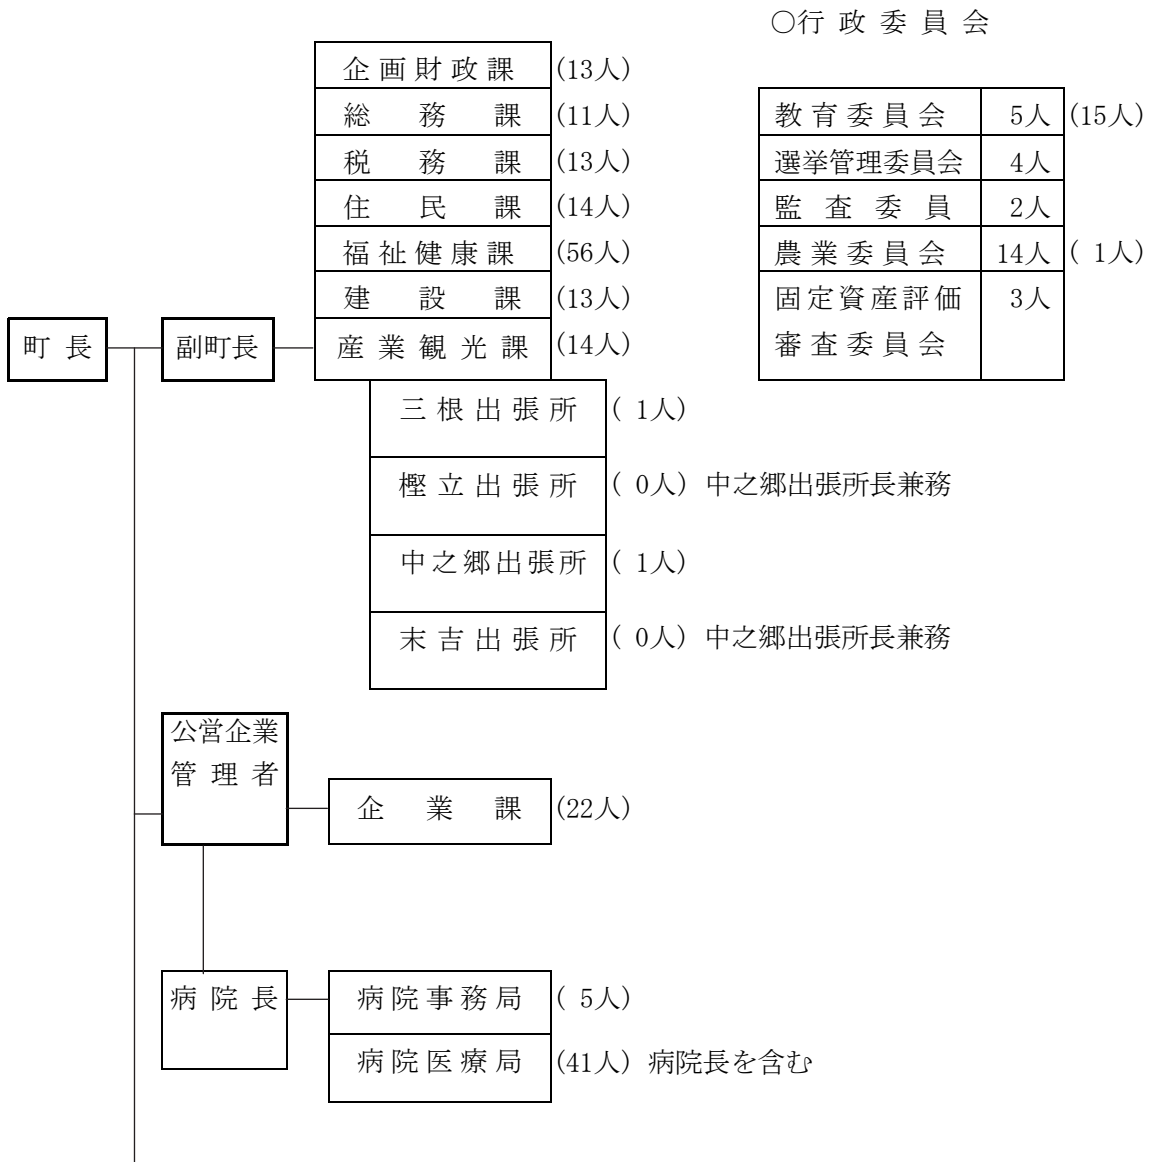 ○行政委員会
企画財政課 (13人)
総務課 (11人)
税務課 (13人)
住民課 (14人)
福祉健康課 (56人)
建設課 (13人)
町長 副町長 産業観光課 (14人)
教育委員会 5人 (15人)
選挙管理委員会 4人
監査委員 2人
農業委員会 14人 ( 1人)
固定資産評価 3人
審査委員会
三根出張所 ( 1人)
樫立出張所 ( 0人) 中之郷出張所長兼務
中之郷出張所 ( 1人)
末吉出張所 ( 0人) 中之郷出張所長兼務
公営企業
管理者
企業課 (22人)
病院長 病院事務局 ( 5人)
病院医療局 (41人) 病院長を含む